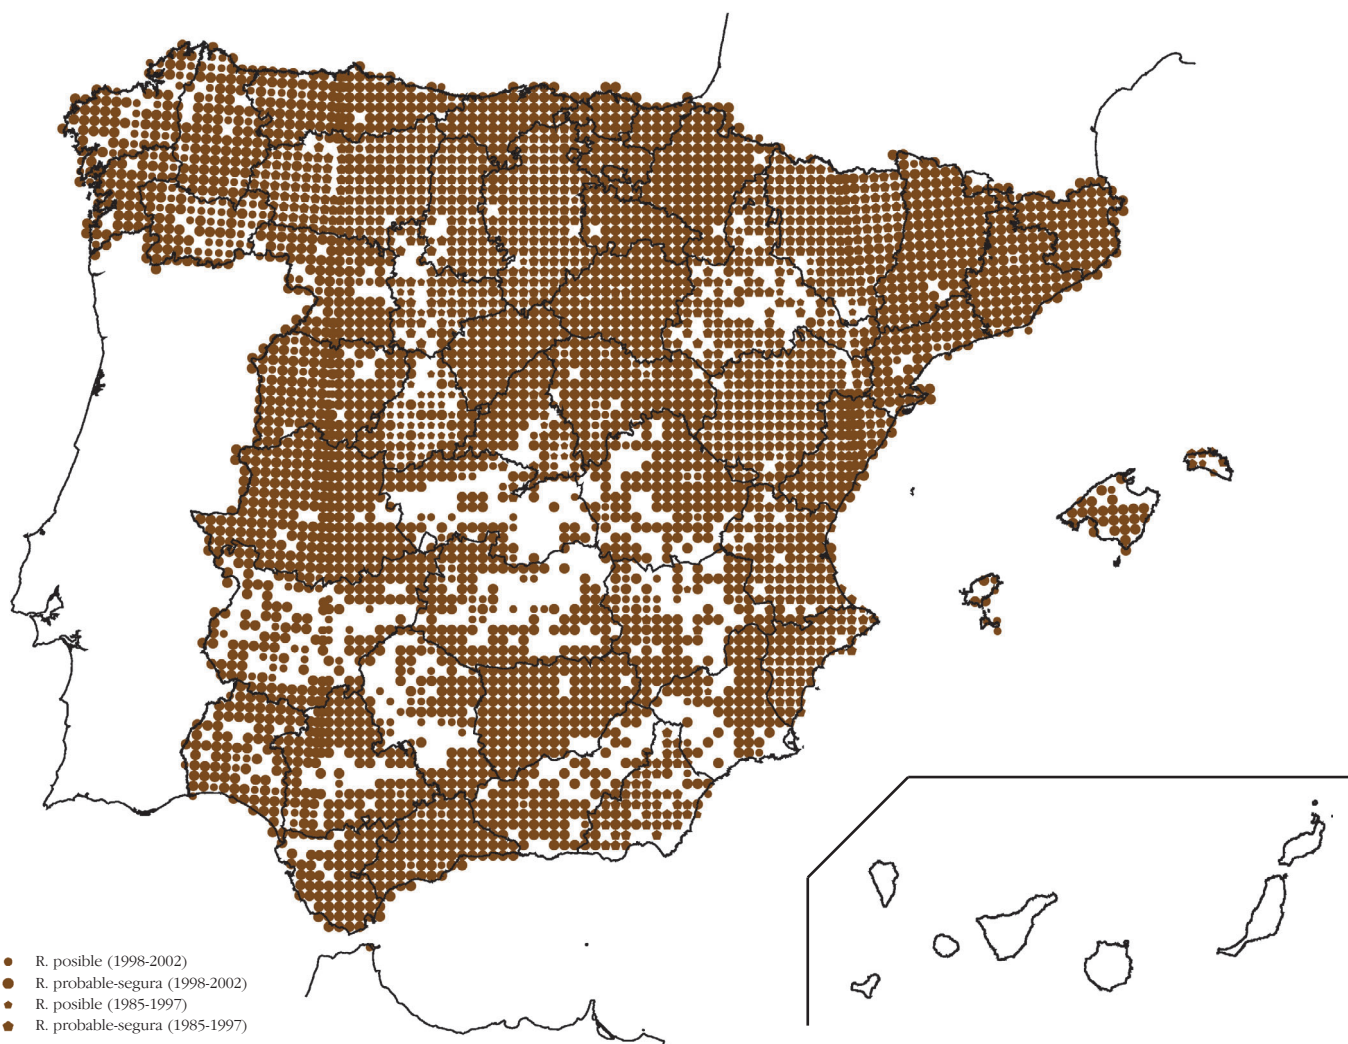 R. posible (1998-2002)
R. probable-segura (1998-2002)
R. posible (1985-1997)
R. probable-segura (1985-1997)